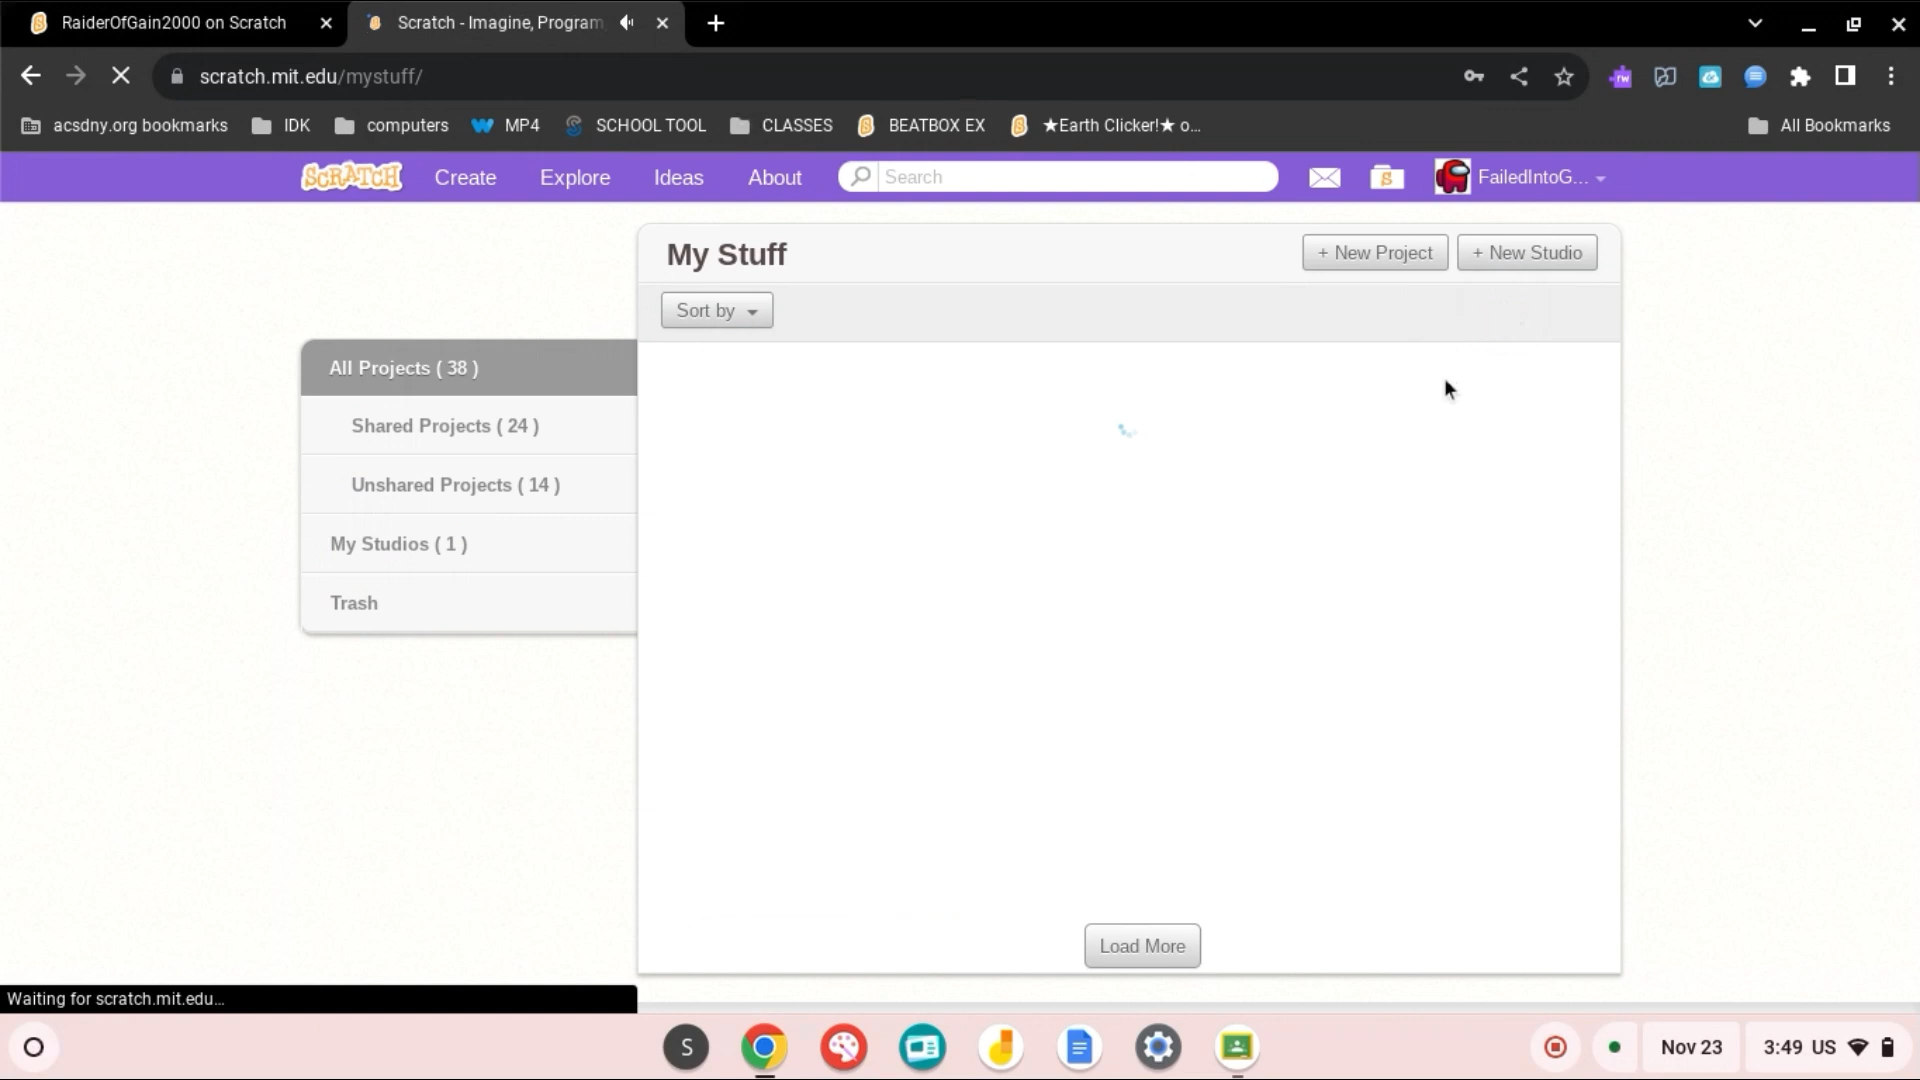 RaiderOfGain2000 on Scratch
Scratch - Imagine, Program
scratch.mit.edu/mystuff/
rw
acsdny.org bookmarks
IDK
computers
MP4
SCHOOL TOOL
CLASSES
BEATBOX EX
★Earth Clicker!★ o...
All Bookmarks
SCRATCH
Create
Explore
Ideas
About
Search
S
FailedIntoG...
My Stuff
+ New Project
+ New Studio
Sort by
All Projects ( 38 )
Shared Projects ( 24 )
Unshared Projects ( 14 )
My Studios ( 1 )
Trash
Load More
Waiting for scratch.mit.edu...
S
Nov 23
3:49 US